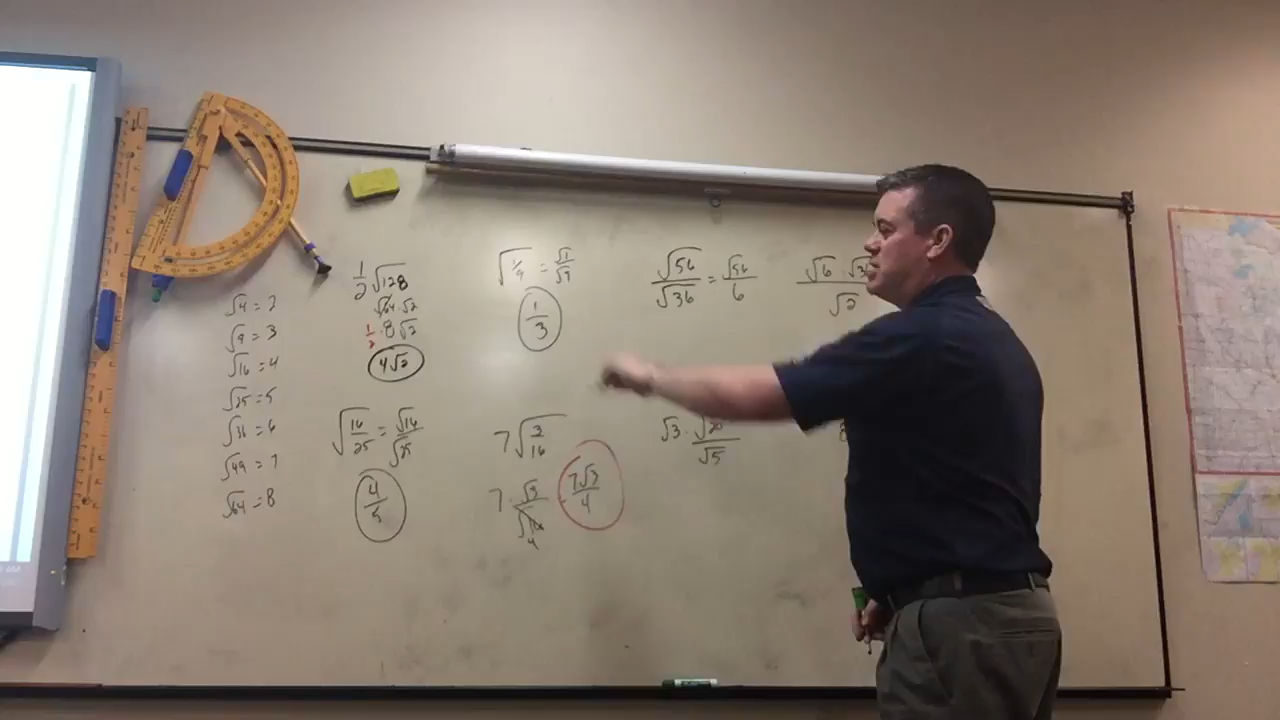 √4 = 2
√9 = 3
√16 = 4
√25 = 5
√36 = 6
√49 = 7
√64 = 8
1/2 √128
√64 · √2
1/2 · 8√2
4√2
√(16/25) = √16/√25
4/5
√(1/9) = √1/√9
1/3
7√(3/16)
7 · √3/√16 = 7√3/4
4
√56/√36 = √56/6
√3 · √20/√5
√6 · √3
√2
8